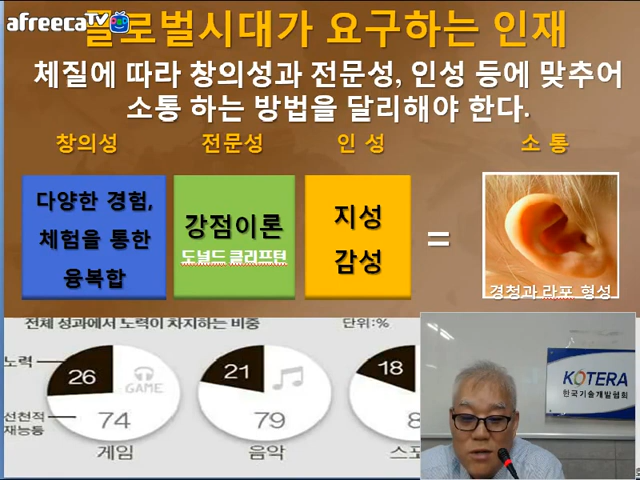 afreecaTV
글로벌시대가 요구하는 인재
체질에 따라 창의성과 전문성, 인성 등에 맞추어
소통 하는 방법을 달리해야 한다.
창의성
전문성
인 성
소 통
다양한 경험,
체험을 통한
융복합
강점이론
도널드 클리프턴
지성
감성
=
경청과 라포 형성
전체 성과에서 노력이 차지하는 비중
단위:%
노력
26
GAME
21
18
선천적
재능등
74
79
8
게임
음악
스포
KOTERA
한국기술개발협회